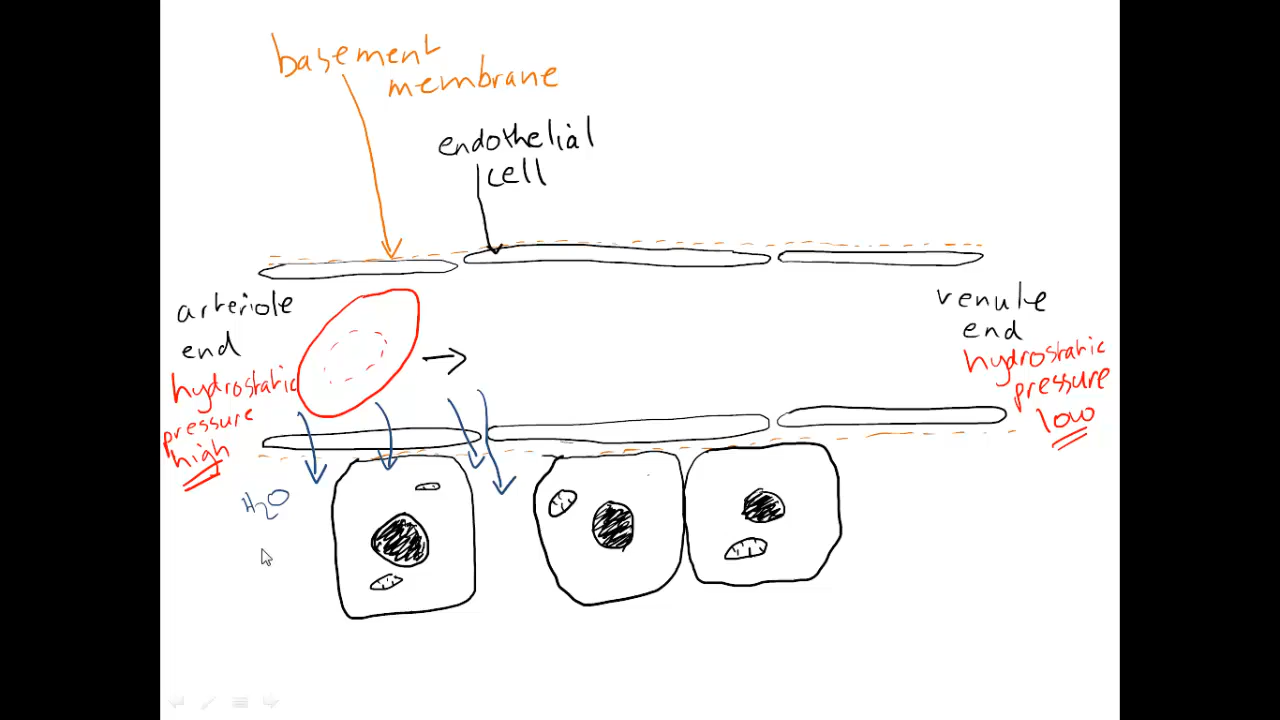 basement
membrane
endothelial
cell
arteriole
end
hydrostatic
pressure
high
venule
end
hydrostatic
pressure
low
H2O